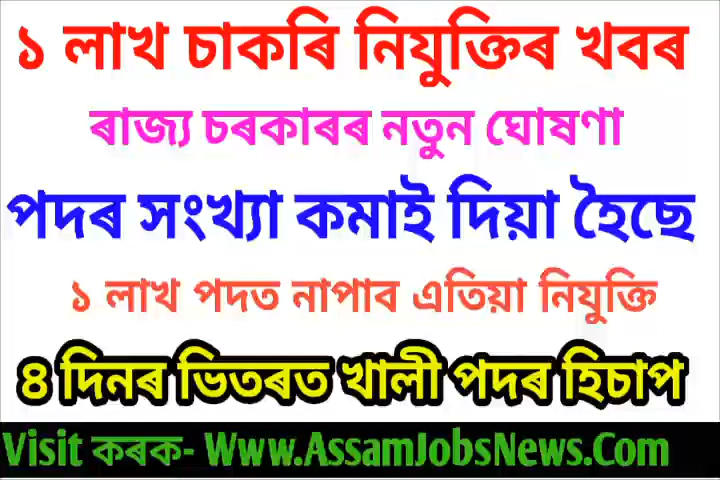 ১ লাখ চাকৰি নিযুক্তিৰ খবৰ
ৰাজ্য চৰকাৰৰ নতুন ঘোষণা
পদৰ সংখ্যা কমাই দিয়া হৈছে
১ লাখ পদত নাপাব এতিয়া নিযুক্তি
৪ দিনৰ ভিতৰত খালী পদৰ হিচাপ
Visit কৰক- Www.AssamJobsNews.Com